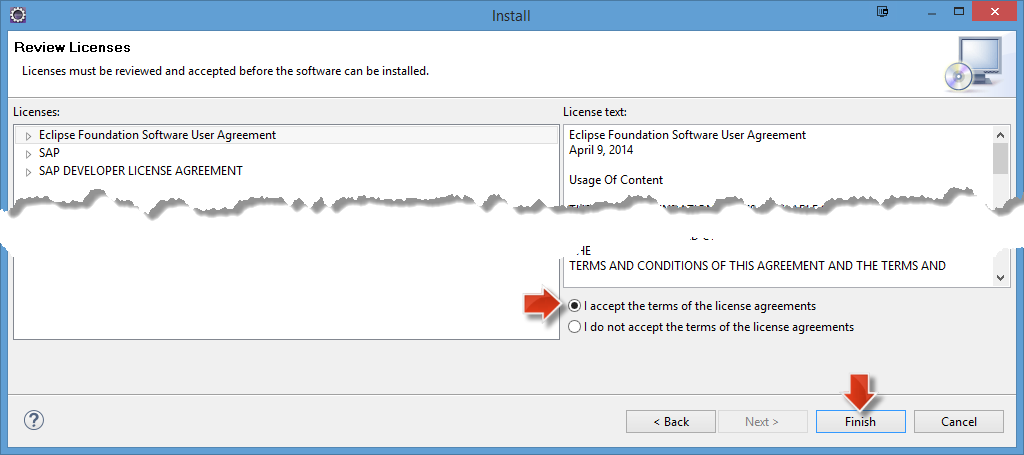 Install
Review Licenses
Licenses must be reviewed and accepted before the software can be installed.
Licenses:
Eclipse Foundation Software User Agreement
SAP
SAP DEVELOPER LICENSE AGREEMENT
License text:
Eclipse Foundation Software User Agreement
April 9, 2014
Usage Of Content
TERMS AND CONDITIONS OF THIS AGREEMENT AND THE TERMS AND
I accept the terms of the license agreements
I do not accept the terms of the license agreements
?
< Back
Next >
Finish
Cancel